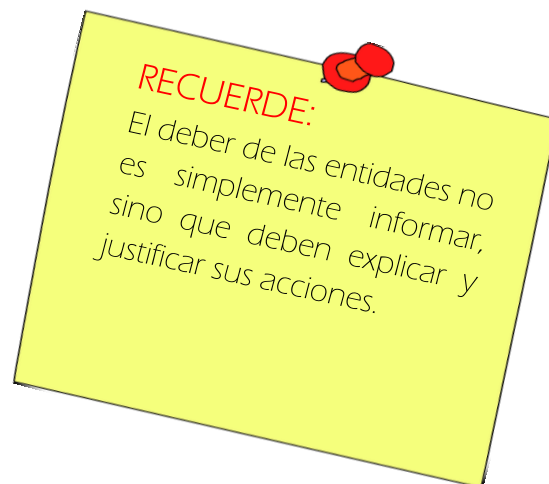 RECUERDE:
El deber de las entidades no
es simplemente informar,
sino que deben explicar y
justificar sus acciones.